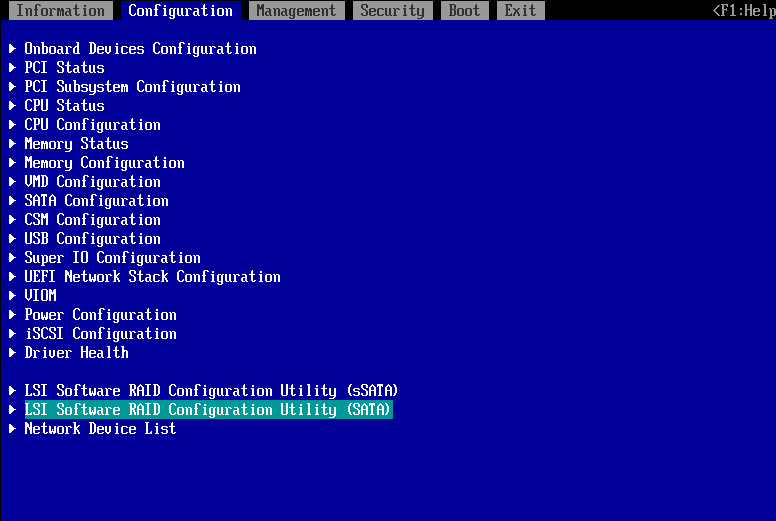 Information Configuration Management Security Boot Exit <F1:Help
Onboard Devices Configuration
PCI Status
PCI Subsystem Configuration
CPU Status
CPU Configuration
Memory Status
Memory Configuration
VMD Configuration
SATA Configuration
CSM Configuration
USB Configuration
Super IO Configuration
UEFI Network Stack Configuration
VIOM
Power Configuration
iSCSI Configuration
Driver Health
LSI Software RAID Configuration Utility (sSATA)
LSI Software RAID Configuration Utility (SATA)
Network Device List